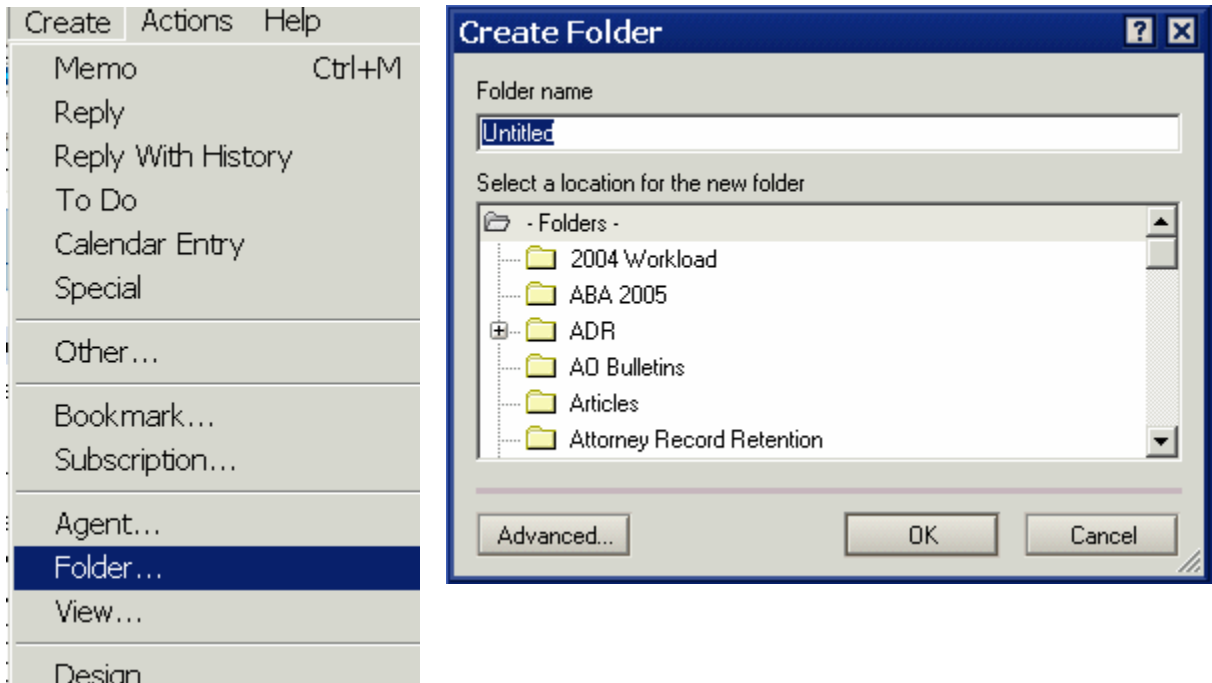 Create Actions Help
Memo Ctrl+M
Reply
Reply With History
To Do
Calendar Entry
Special
Other...
Bookmark...
Subscription...
Agent...
Folder...
View...
Design
Create Folder
Folder name
Untitled
Select a location for the new folder
- Folders -
2004 Workload
ABA 2005
ADR
AO Bulletins
Articles
Attorney Record Retention
Advanced... OK Cancel